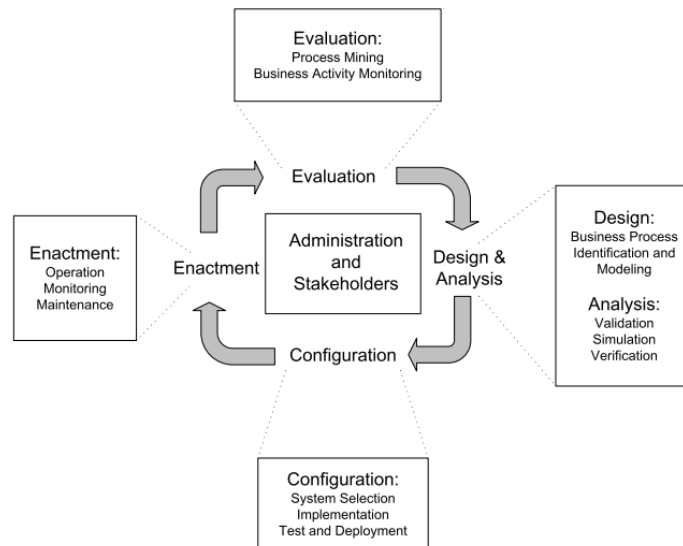 Evaluation:
Process Mining
Business Activity Monitoring
Evaluation
Enactment:
Operation
Monitoring
Maintenance
Enactment
Administration
and
Stakeholders
Design &
Analysis
Design:
Business Process
Identification and
Modeling
Analysis:
Validation
Simulation
Verification
Configuration
Configuration:
System Selection
Implementation
Test and Deployment